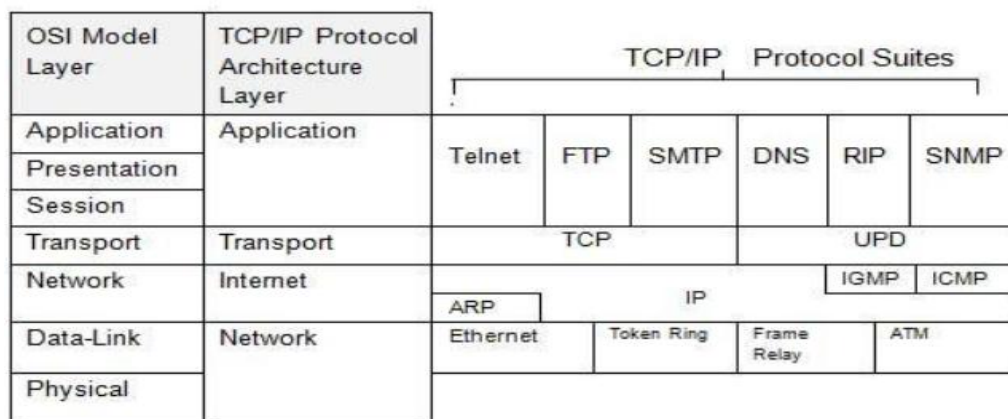 OSI Model
Layer
TCP/IP Protocol
Architecture
Layer
TCP/IP Protocol Suites
Application
Presentation
Session
Application
Telnet
FTP
SMTP
DNS
RIP
SNMP
Transport
Transport
TCP
UPD
Network
Internet
ARP
IP
IGMP
ICMP
Data-Link
Network
Ethernet
Token Ring
Frame
Relay
ATM
Physical